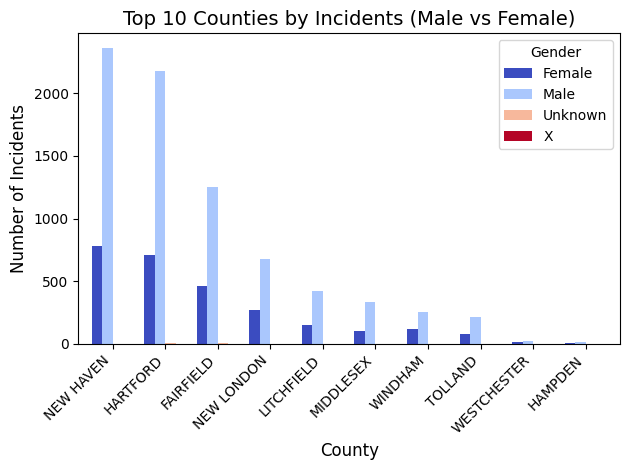 Top 10 Counties by Incidents (Male vs Female)
Gender
Female
Male
Unknown
X
Number of Incidents
2000
1500
1000
500
0
NEW HAVEN
HARTFORD
FAIRFIELD
NEW LONDON
LITCHFIELD
MIDDLESEX
WINDHAM
TOLLAND
WESTCHESTER
HAMPDEN
County